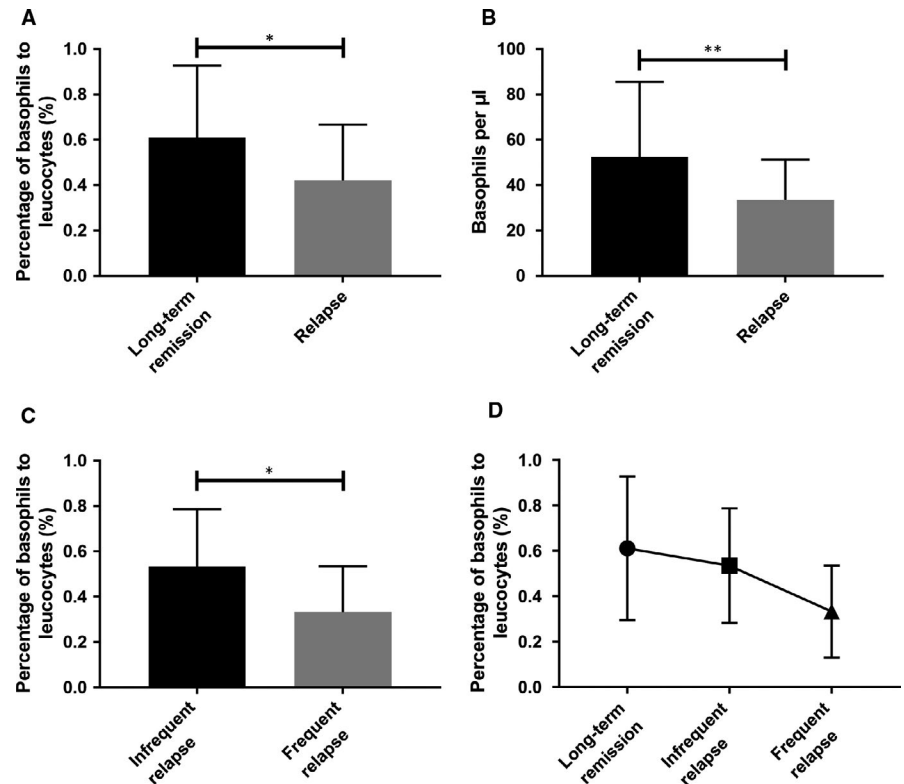 A
Percentage of basophils to
leucocytes (%)
1.0
0.8
0.6
0.4
0.2
0.0
*
Long-term
remission
Relapse
B
Basophils per µl
100
80
60
40
20
0
**
Long-term
remission
Relapse
C
Percentage of basophils to
leucocytes (%)
1.0
0.8
0.6
0.4
0.2
0.0
*
Infrequent
relapse
Frequent
relapse
D
Percentage of basophils to
leucocytes (%)
1.0
0.8
0.6
0.4
0.2
0.0
Long-term
remission
Infrequent
relapse
Frequent
relapse